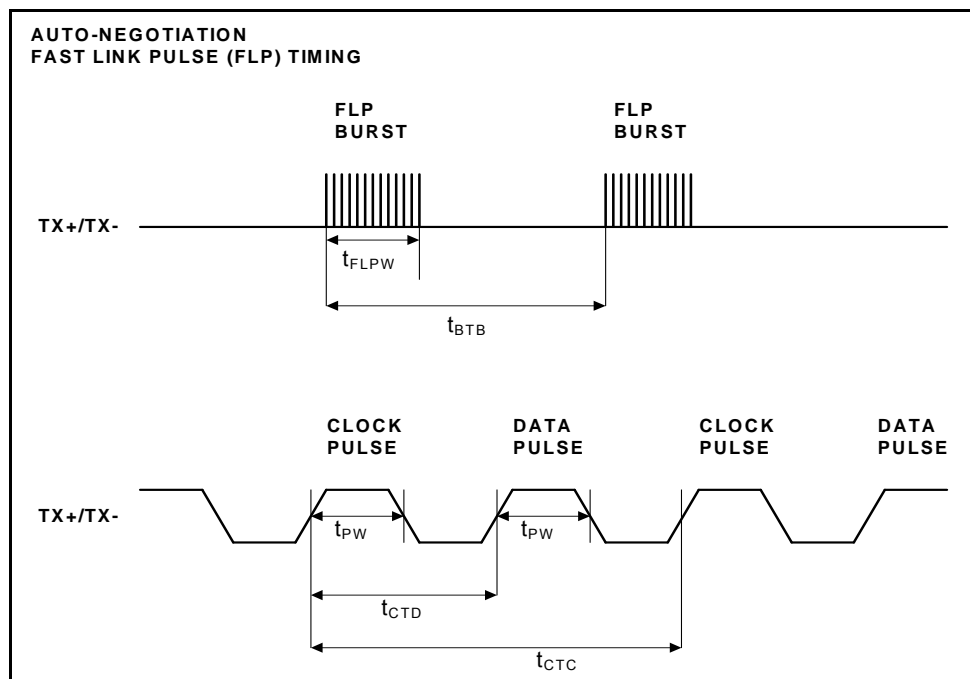 AUTO-NEGOTIATION
FAST LINK PULSE (FLP) TIMING
FLP
BURST
FLP
BURST
TX+/TX-
tFLPW
tBTB
CLOCK
PULSE
DATA
PULSE
CLOCK
PULSE
DATA
PULSE
TX+/TX-
tPW
tPW
tCTD
tCTC